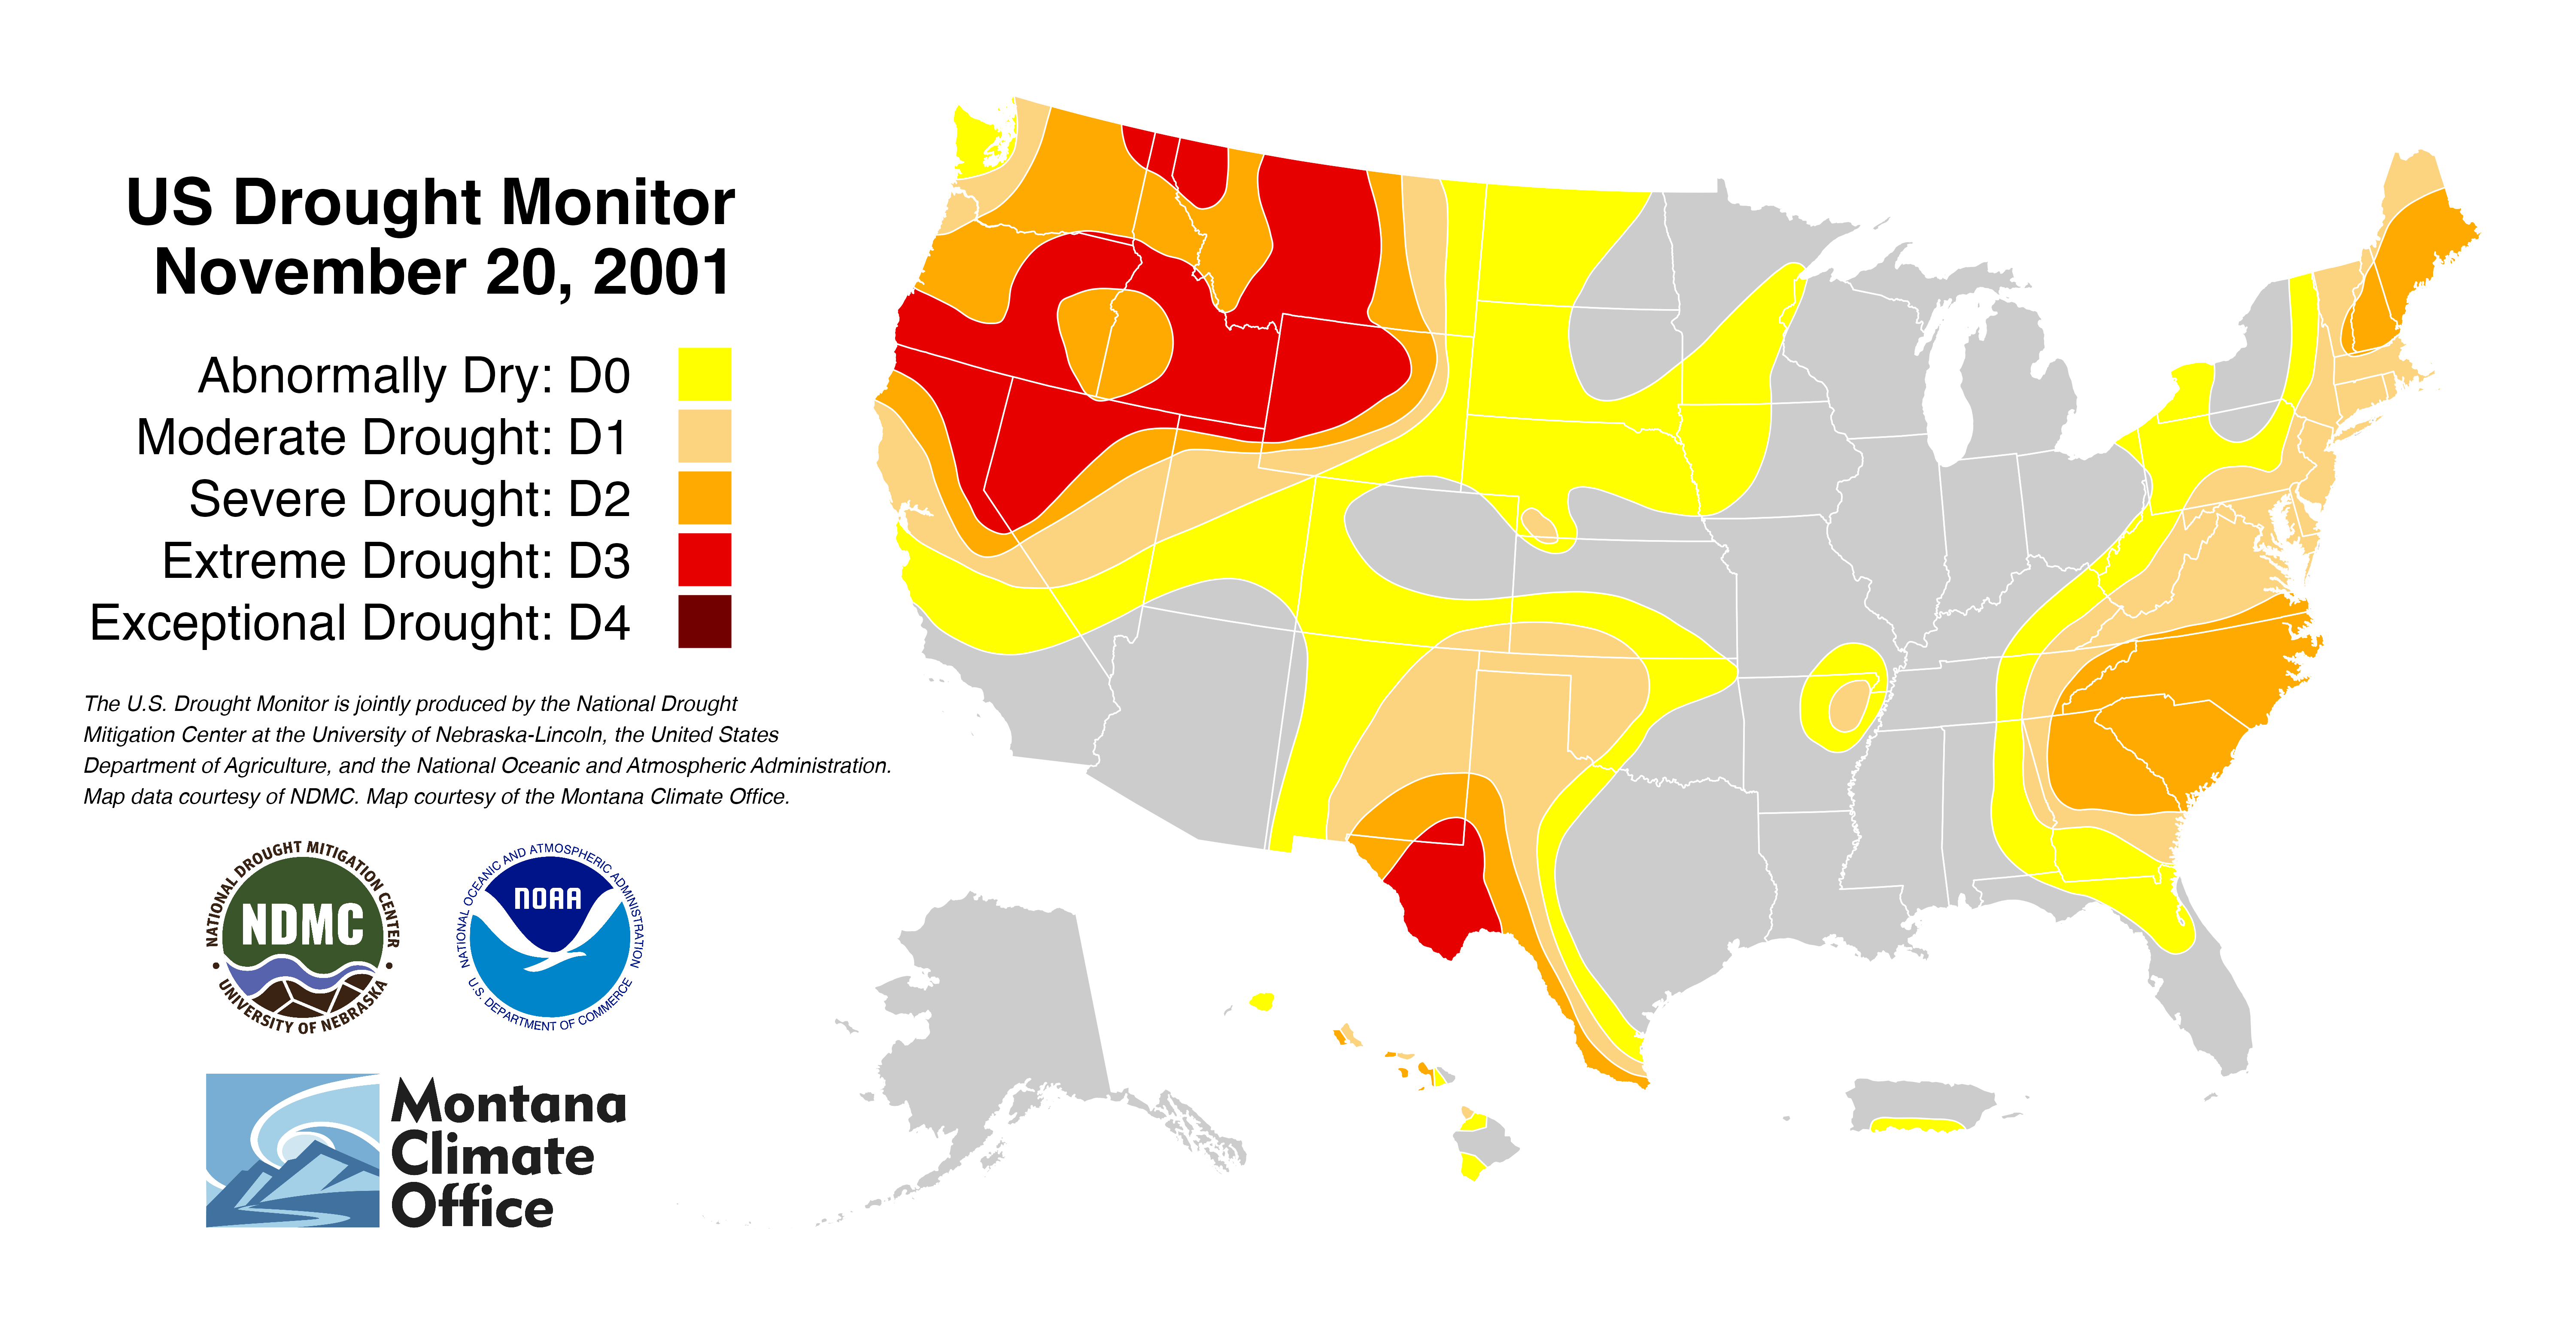 US Drought Monitor
November 20, 2001
Abnormally Dry: D0
Moderate Drought: D1
Severe Drought: D2
Extreme Drought: D3
Exceptional Drought: D4
The U.S. Drought Monitor is jointly produced by the National Drought
Mitigation Center at the University of Nebraska-Lincoln, the United States
Department of Agriculture, and the National Oceanic and Atmospheric Administration.
Map data courtesy of NDMC. Map courtesy of the Montana Climate Office.
NATIONAL DROUGHT MITIGATION CENTER
NDMC
• UNIVERSITY OF NEBRASKA •
NATIONAL OCEANIC AND ATMOSPHERIC ADMINISTRATION
NOAA
U.S. DEPARTMENT OF COMMERCE
Montana
Climate
Office